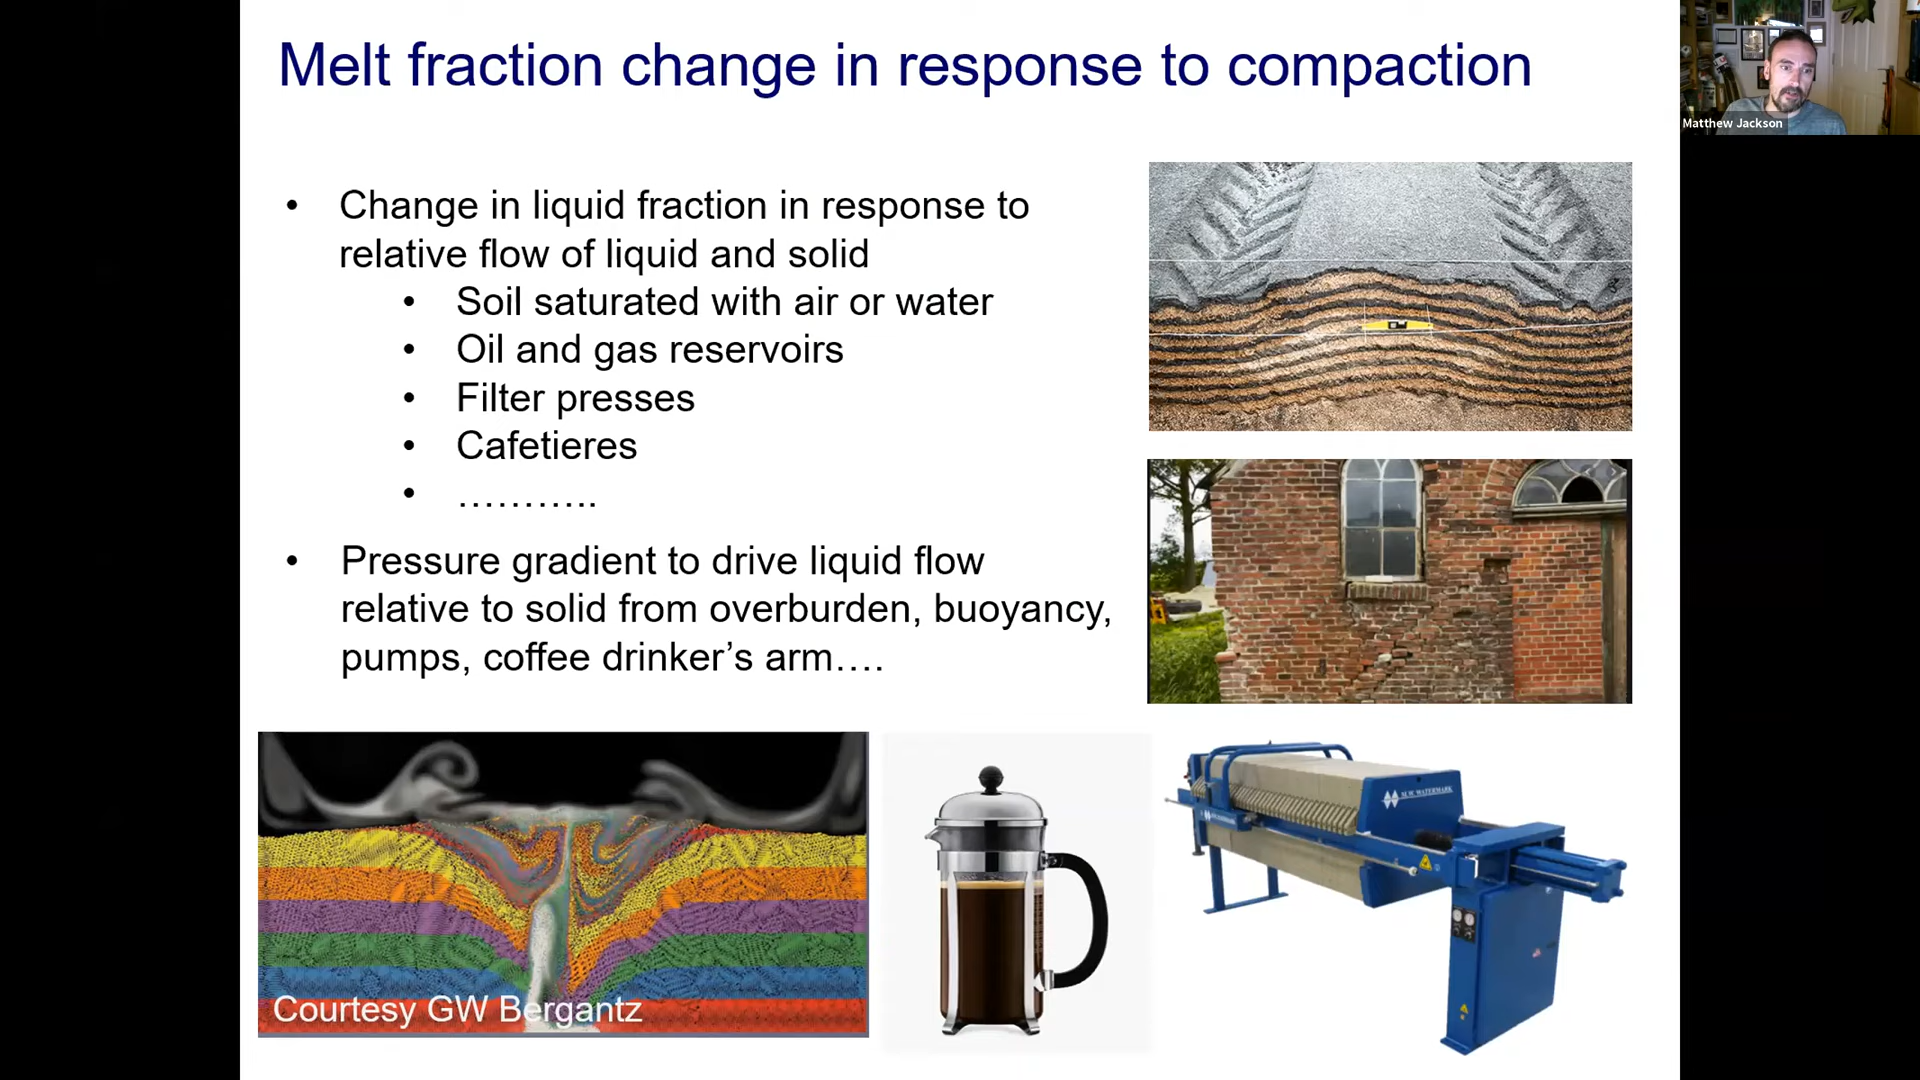 Melt fraction change in response to compaction
Matthew Jackson
• Change in liquid fraction in response to
relative flow of liquid and solid
• Soil saturated with air or water
• Oil and gas reservoirs
• Filter presses
• Cafetieres
• ………..
• Pressure gradient to drive liquid flow
relative to solid from overburden, buoyancy,
pumps, coffee drinker’s arm….
Courtesy GW Bergantz
M.W. WATERMARK